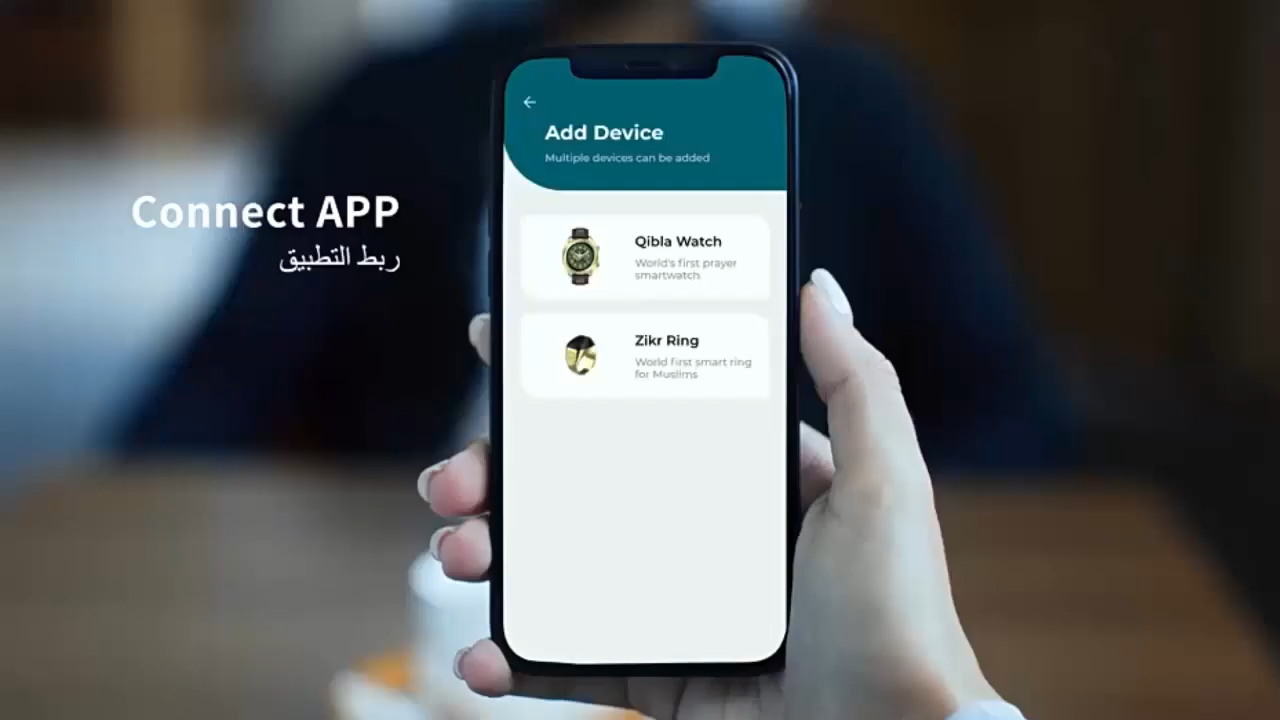 Connect APP
ربط التطبيق
Add Device
Multiple devices can be added
Qibla Watch
World's first prayer
smartwatch
Zikr Ring
World first smart ring
for Muslims